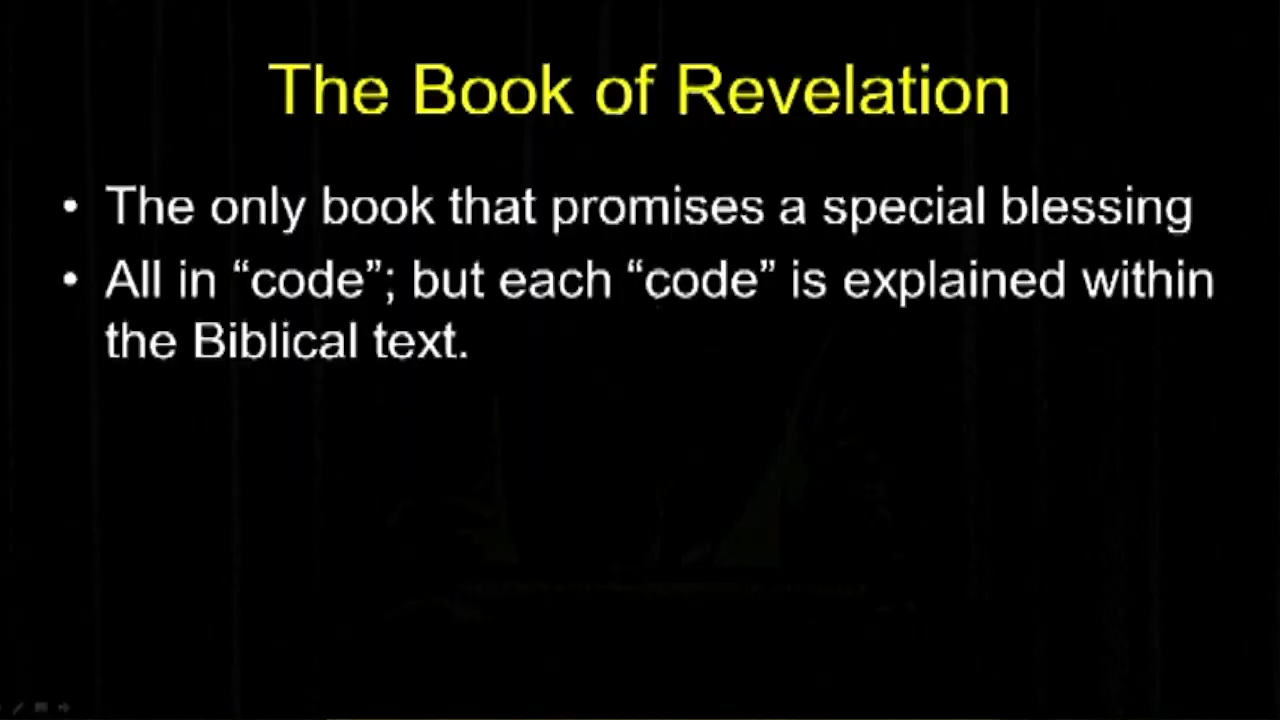 The Book of Revelation
• The only book that promises a special blessing
• All in “code”; but each “code” is explained within
the Biblical text.